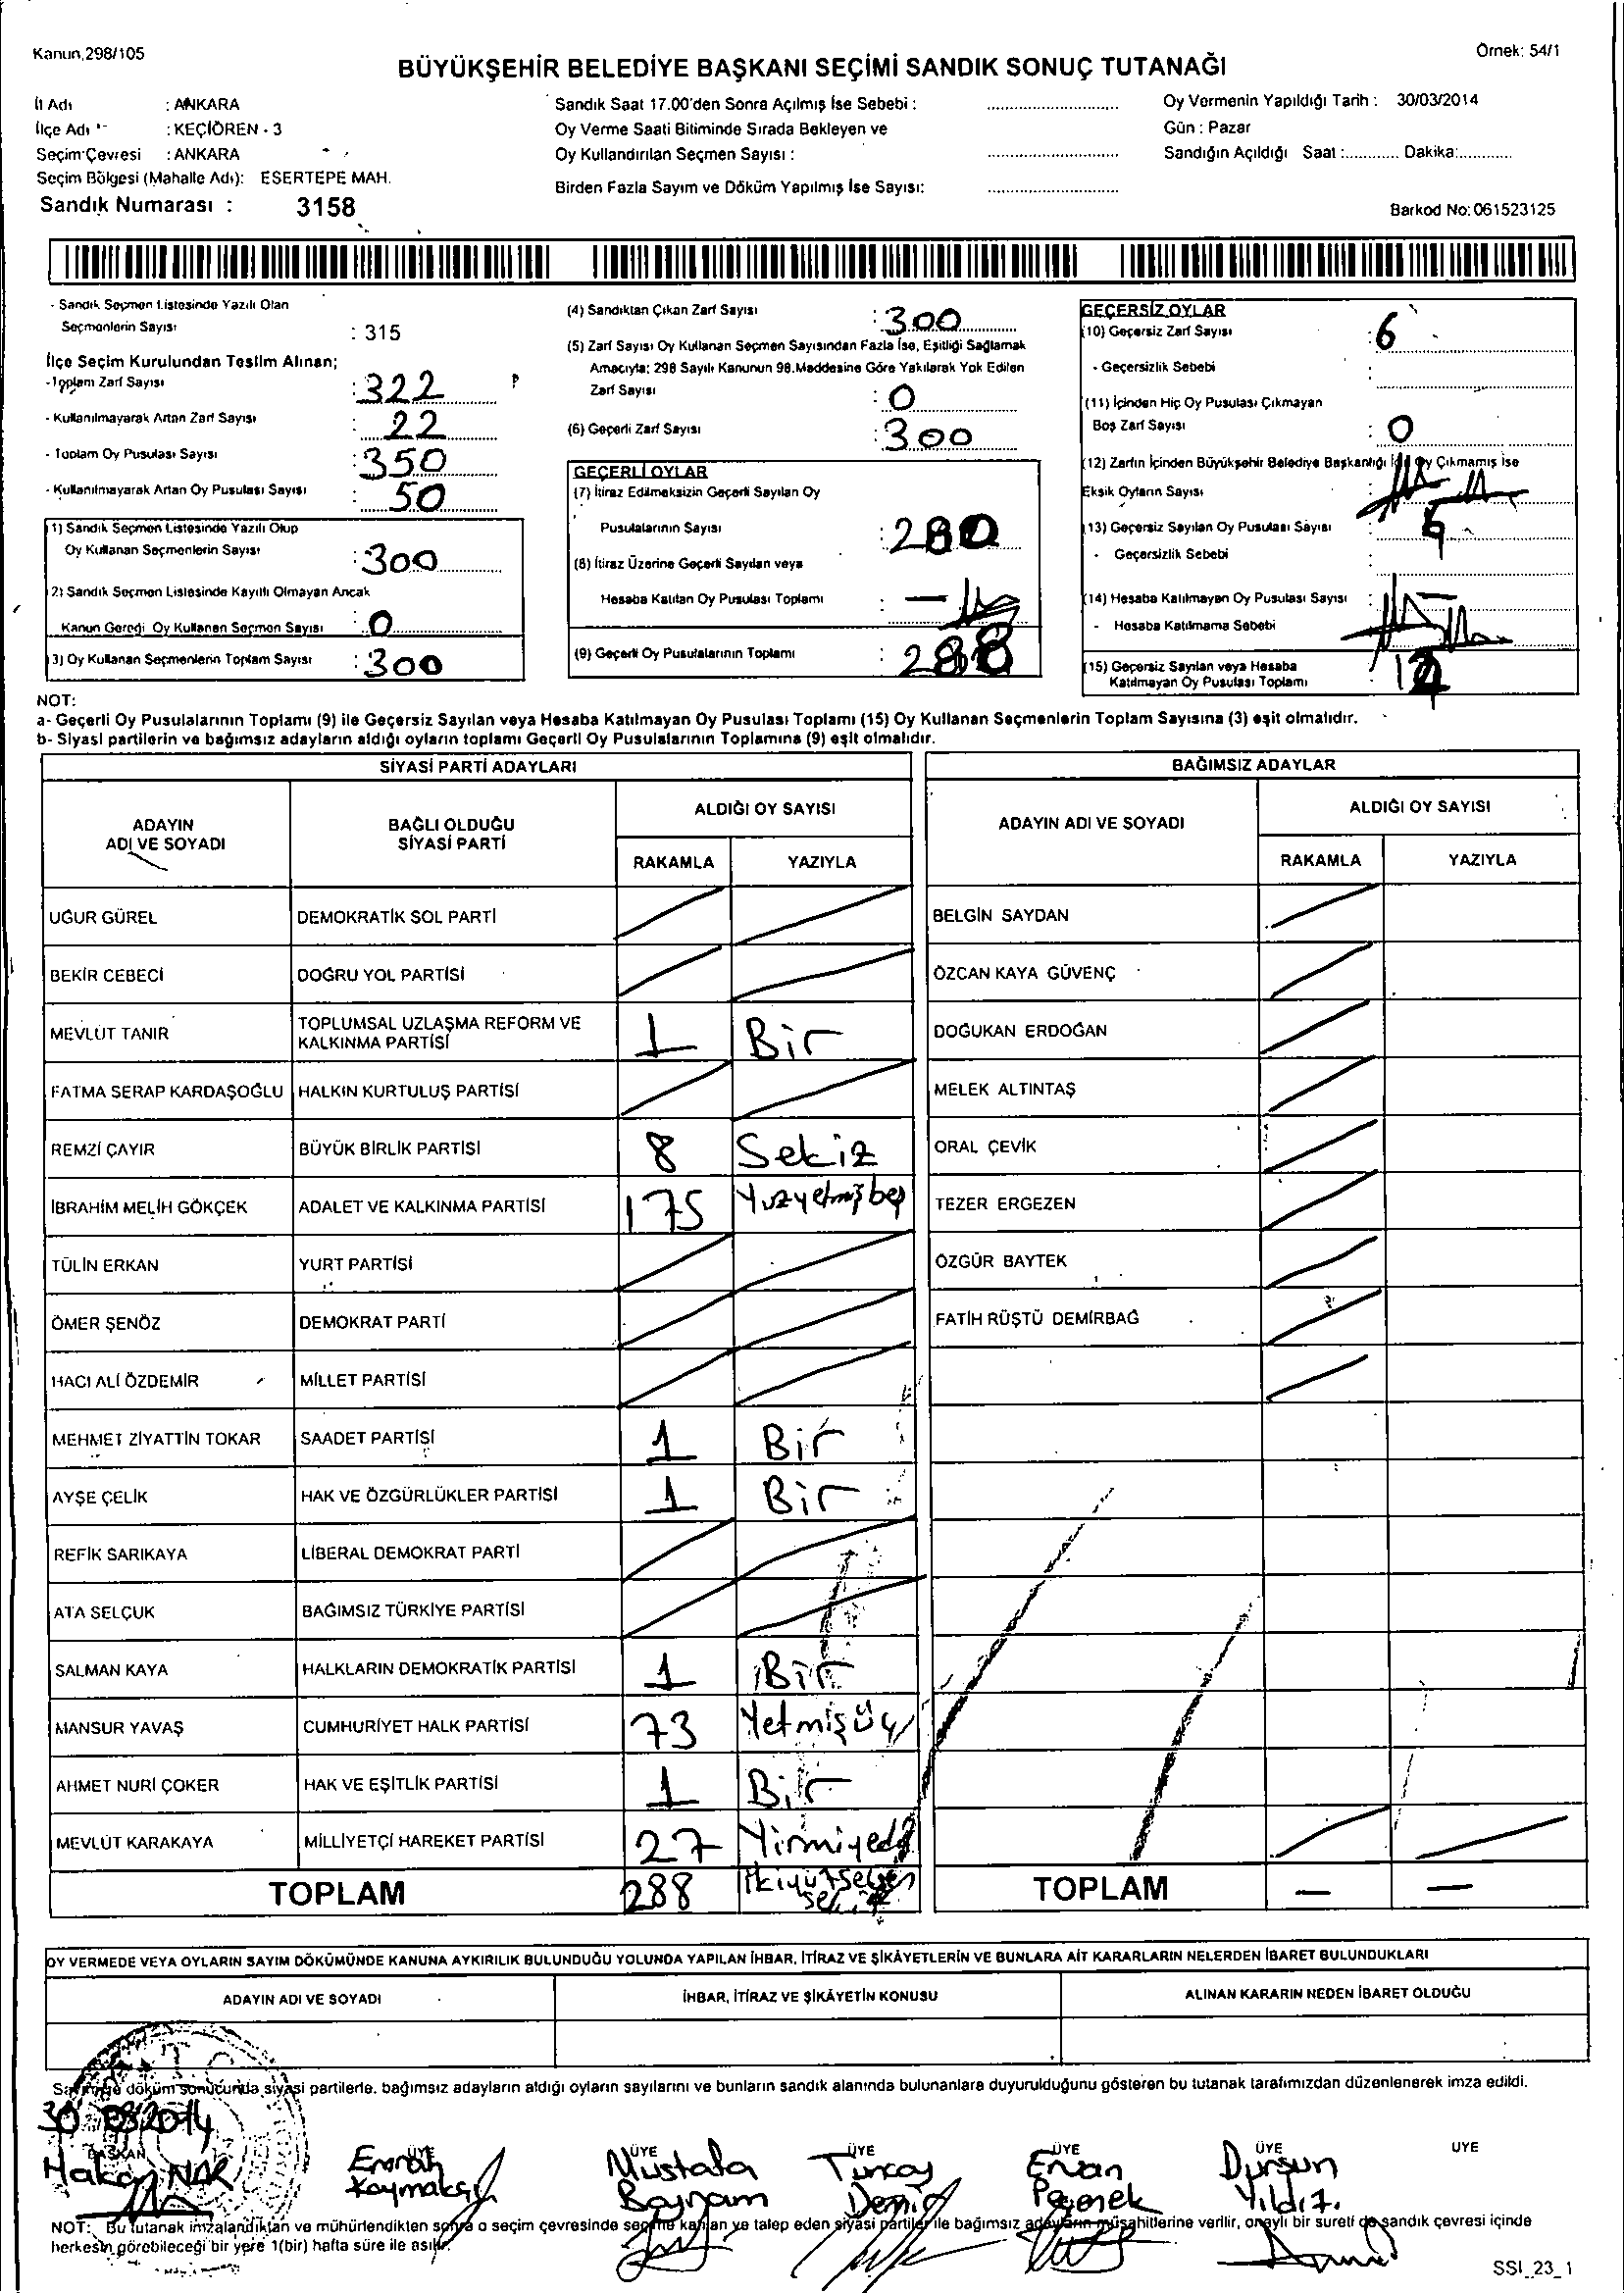 Kanun,298/105
Örnek: 54/1
BÜYÜKŞEHİR BELEDİYE BAŞKANI SEÇİMİ SANDIK SONUÇ TUTANAĞI
İl Adı : ANKARA
İlçe Adı : KEÇİÖREN - 3
Seçim Çevresi : ANKARA
Seçim Bölgesi (Mahalle Adı): ESERTEPE MAH.
Sandık Numarası : 3158
Sandık Saat 17.00'den Sonra Açılmış İse Sebebi :
Oy Verme Saati Bitiminde Sırada Bekleyen ve
Oy Kullandırılan Seçmen Sayısı :
Birden Fazla Sayım ve Döküm Yapılmış İse Sayısı:
Oy Vermenin Yapıldığı Tarih : 30/03/2014
Gün : Pazar
Sandığın Açıldığı Saat :............ Dakika:............
Barkod No: 061523125
- Sandık Seçmen Listesinde Yazılı Olan
Seçmenlerin Sayısı : 315
İlçe Seçim Kurulundan Teslim Alınan;
- Toplam Zarf Sayısı : 322
- Kullanılmayarak Artan Zarf Sayısı : 22
- Toplam Oy Pusulası Sayısı : 350
- Kullanılmayarak Artan Oy Pusulası Sayısı : 50
1) Sandık Seçmen Listesinde Yazılı Olup
Oy Kullanan Seçmenlerin Sayısı : 300
2) Sandık Seçmen Listesinde Kayıtlı Olmayan Ancak
Kanun Gereği Oy Kullanan Seçmen Sayısı : 0
3) Oy Kullanan Seçmenlerin Toplam Sayısı : 300
(4) Sandıktan Çıkan Zarf Sayısı : 300
(5) Zarf Sayısı Oy Kullanan Seçmen Sayısından Fazla İse, Eşitliği Sağlamak
Amacıyla; 298 Sayılı Kanunun 98.Maddesine Göre Yakılarak Yok Edilen
Zarf Sayısı : 0
(6) Geçerli Zarf Sayısı : 300
GEÇERLİ OYLAR
(7) İtiraz Edilmeksizin Geçerli Sayılan Oy
Pusulalarının Sayısı : 280
(8) İtiraz Üzerine Geçerli Sayılan veya
Hesaba Katılan Oy Pusulası Toplamı : —
(9) Geçerli Oy Pusulalarının Toplamı : 288
GEÇERSİZ OYLAR
(10) Geçersiz Zarf Sayısı : 6
- Geçersizlik Sebebi :
(11) İçinden Hiç Oy Pusulası Çıkmayan
Boş Zarf Sayısı : 0
(12) Zarfın İçinden Büyükşehir Belediye Başkanlığı İçin Oy Çıkmamış İse
Eksik Oyların Sayısı
(13) Geçersiz Sayılan Oy Pusulası Sayısı :
- Geçersizlik Sebebi :
(14) Hesaba Katılmayan Oy Pusulası Sayısı :
- Hesaba Katılmama Sebebi
(15) Geçersiz Sayılan veya Hesaba
Katılmayan Oy Pusulası Toplamı :
NOT:
a- Geçerli Oy Pusulalarının Toplamı (9) ile Geçersiz Sayılan veya Hesaba Katılmayan Oy Pusulası Toplamı (15) Oy Kullanan Seçmenlerin Toplam Sayısına (3) eşit olmalıdır.
b- Siyasi partilerin ve bağımsız adayların aldığı oyların toplamı Geçerli Oy Pusulalarının Toplamına (9) eşit olmalıdır.
SİYASİ PARTİ ADAYLARI
ADAYIN ADI VE SOYADI
BAĞLI OLDUĞU SİYASİ PARTİ
ALDIĞI OY SAYISI
RAKAMLA YAZIYLA
UĞUR GÜREL DEMOKRATİK SOL PARTİ
BEKİR CEBECİ DOĞRU YOL PARTİSİ
MEVLÜT TANIR TOPLUMSAL UZLAŞMA REFORM VE KALKINMA PARTİSİ 1 Bir
FATMA SERAP KARDAŞOĞLU HALKIN KURTULUŞ PARTİSİ
REMZİ ÇAYIR BÜYÜK BİRLİK PARTİSİ 8 Sekiz
İBRAHİM MELİH GÖKÇEK ADALET VE KALKINMA PARTİSİ 175 Yuzyetmişbeş
TÜLİN ERKAN YURT PARTİSİ
ÖMER ŞENÖZ DEMOKRAT PARTİ
HACI ALİ ÖZDEMİR MİLLET PARTİSİ
MEHMET ZİYATTİN TOKAR SAADET PARTİSİ 1 Bir
AYŞE ÇELİK HAK VE ÖZGÜRLÜKLER PARTİSİ 1 Bir
REFİK SARIKAYA LİBERAL DEMOKRAT PARTİ
ATA SELÇUK BAĞIMSIZ TÜRKİYE PARTİSİ
SALMAN KAYA HALKLARIN DEMOKRATİK PARTİSİ 1 Bir
MANSUR YAVAŞ CUMHURİYET HALK PARTİSİ 73 Yetmişüç
AHMET NURİ ÇOKER HAK VE EŞİTLİK PARTİSİ 1 Bir
MEVLÜT KARAKAYA MİLLİYETÇİ HAREKET PARTİSİ 27 Yirmiyedi
TOPLAM 288
BAĞIMSIZ ADAYLAR
ADAYIN ADI VE SOYADI
ALDIĞI OY SAYISI
RAKAMLA YAZIYLA
BELGİN SAYDAN
ÖZCAN KAYA GÜVENÇ
DOĞUKAN ERDOĞAN
MELEK ALTINTAŞ
ORAL ÇEVİK
TEZER ERGEZEN
ÖZGÜR BAYTEK
FATİH RÜŞTÜ DEMİRBAĞ
TOPLAM — —
OY VERMEDE VEYA OYLARIN SAYIM DÖKÜMÜNDE KANUNA AYKIRILIK BULUNDUĞU YOLUNDA YAPILAN İHBAR, İTİRAZ VE ŞİKÂYETLERİN VE BUNLARA AİT KARARLARIN NELERDEN İBARET BULUNDUKLARI
ADAYIN ADI VE SOYADI
İHBAR, İTİRAZ VE ŞİKÂYETİN KONUSU
ALINAN KARARIN NEDEN İBARET OLDUĞU
döküm sonucunda siyasi partilerle, bağımsız adayların aldığı oyların sayılarını ve bunların sandık alanında bulunanlara duyurulduğunu gösteren bu tutanak tarafımızdan düzenlenerek imza edildi.
30 03 2014
BAŞKAN ÜYE ÜYE ÜYE ÜYE ÜYE ÜYE
Hakan NAR
Mustafa Bayram
Tuncay Demir
Dursun Yıldız.
NOT: Bu tutanak imzalandıktan ve mühürlendikten sonra o seçim çevresinde seçime katılan ve talep eden siyasi partiler ile bağımsız adayların müşahitlerine verilir, onaylı bir sureti de sandık çevresi içinde
herkesin görebileceği bir yere 1(bir) hafta süre ile asılır.
SSI_23_1